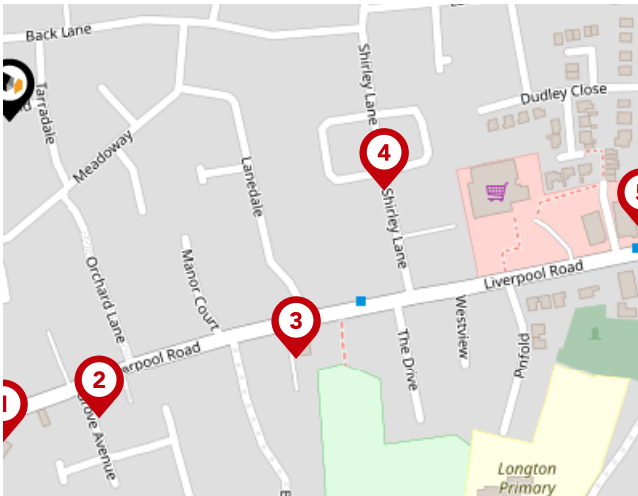 Back Lane
Shirley Lane
Tarradale
Dudley Close
Meadoway
4
Lanedale
5
Shirley Lane
Orchard Lane
Manor Court
Liverpool Road
3
Westview
The Drive
Pinfold
erpool Road
2
1
Grove Avenue
Longton
Primary